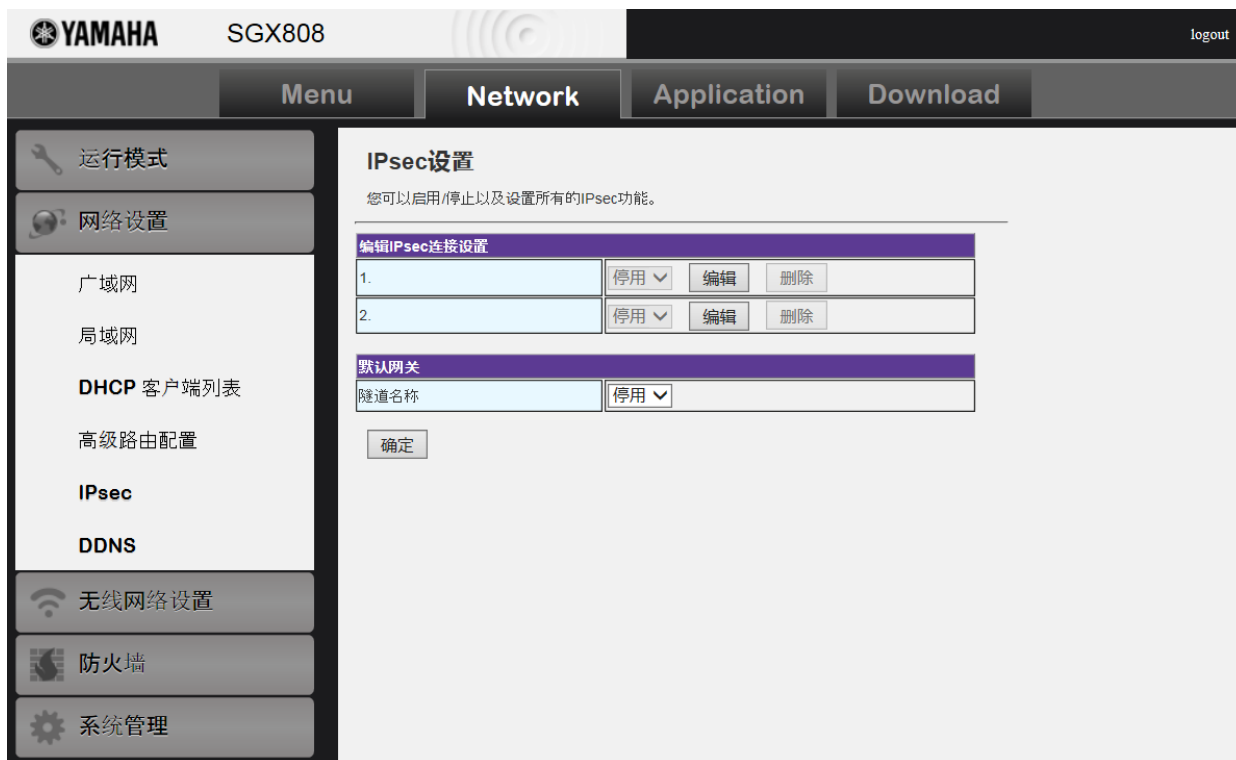 YAMAHA SGX808 logout
Menu Network Application Download
运行模式
网络设置
广域网
局域网
DHCP 客户端列表
高级路由配置
IPsec
DDNS
无线网络设置
防火墙
系统管理
IPsec设置
您可以启用/停止以及设置所有的IPsec功能。
编辑IPsec连接设置
1. 停用 编辑 删除
2. 停用 编辑 删除
默认网关
隧道名称 停用
确定